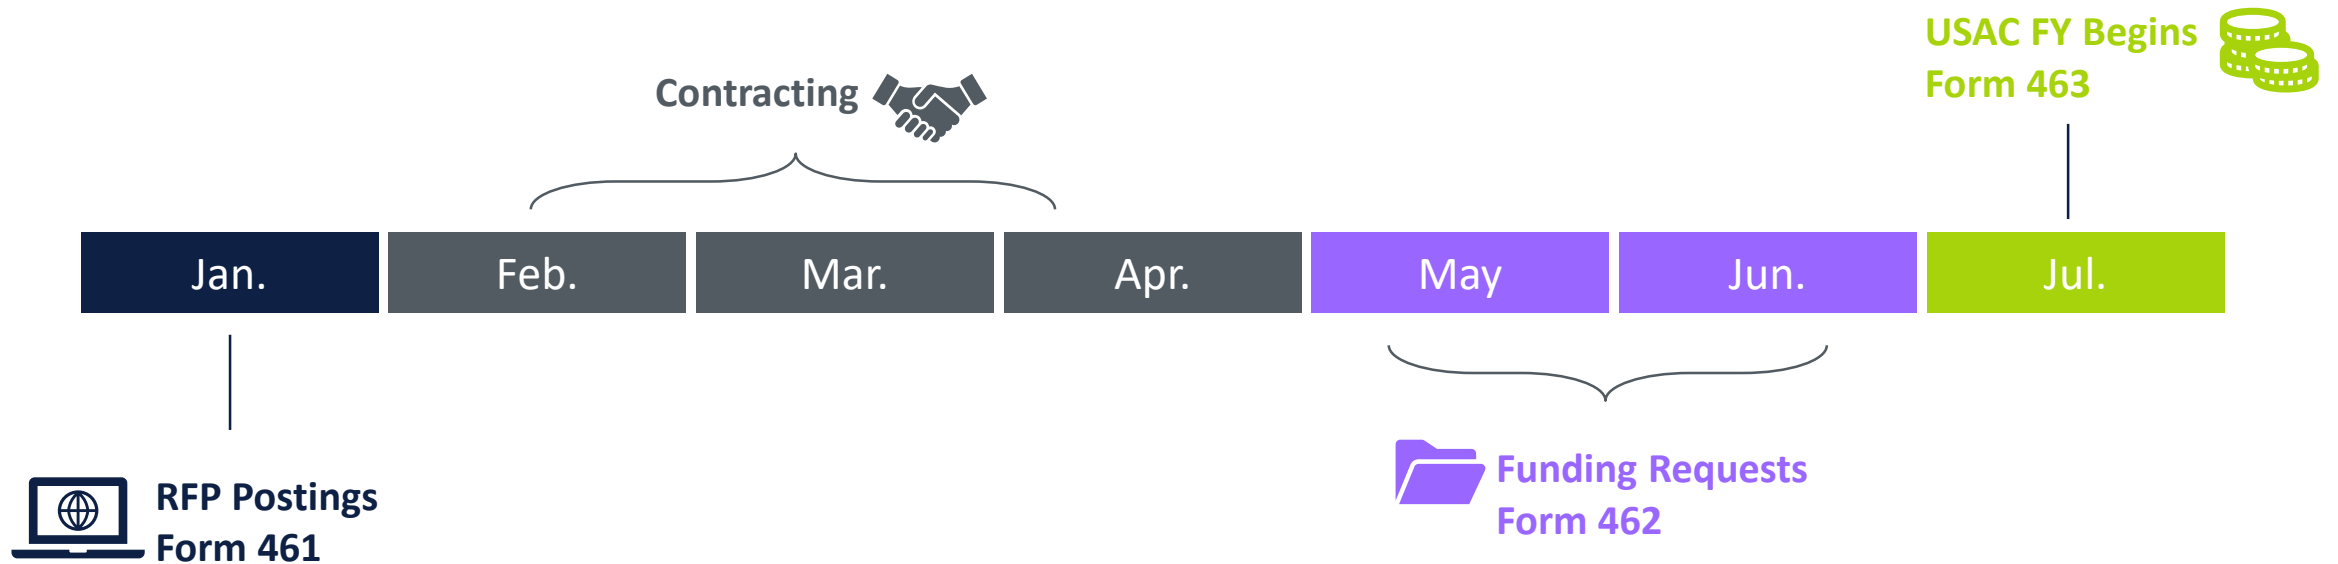 USAC FY Begins
Form 463
Contracting
Jan.
Feb.
Mar.
Apr.
May
Jun.
Jul.
Funding Requests
Form 462
RFP Postings
Form 461